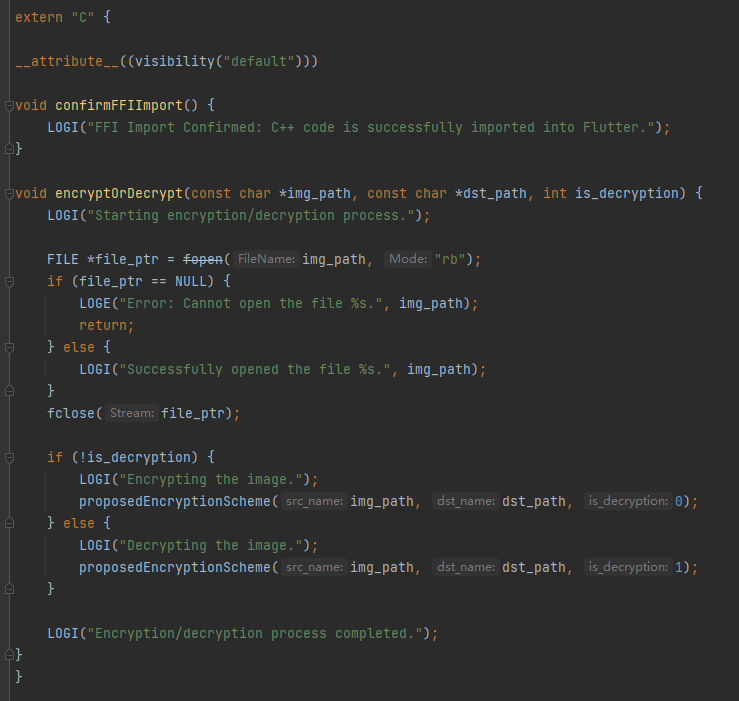 extern "C" {
__attribute__((visibility("default")))
void confirmFFIImport() {
LOGI("FFI Import Confirmed: C++ code is successfully imported into Flutter.");
}
void encryptOrDecrypt(const char *img_path, const char *dst_path, int is_decryption) {
LOGI("Starting encryption/decryption process.");
FILE *file_ptr = fopen( FileName: img_path, Mode: "rb");
if (file_ptr == NULL) {
LOGE("Error: Cannot open the file %s.", img_path);
return;
} else {
LOGI("Successfully opened the file %s.", img_path);
}
fclose( Stream: file_ptr);
if (!is_decryption) {
LOGI("Encrypting the image.");
proposedEncryptionScheme( src_name: img_path, dst_name: dst_path, is_decryption: 0);
} else {
LOGI("Decrypting the image.");
proposedEncryptionScheme( src_name: img_path, dst_name: dst_path, is_decryption: 1);
}
LOGI("Encryption/decryption process completed.");
}
}